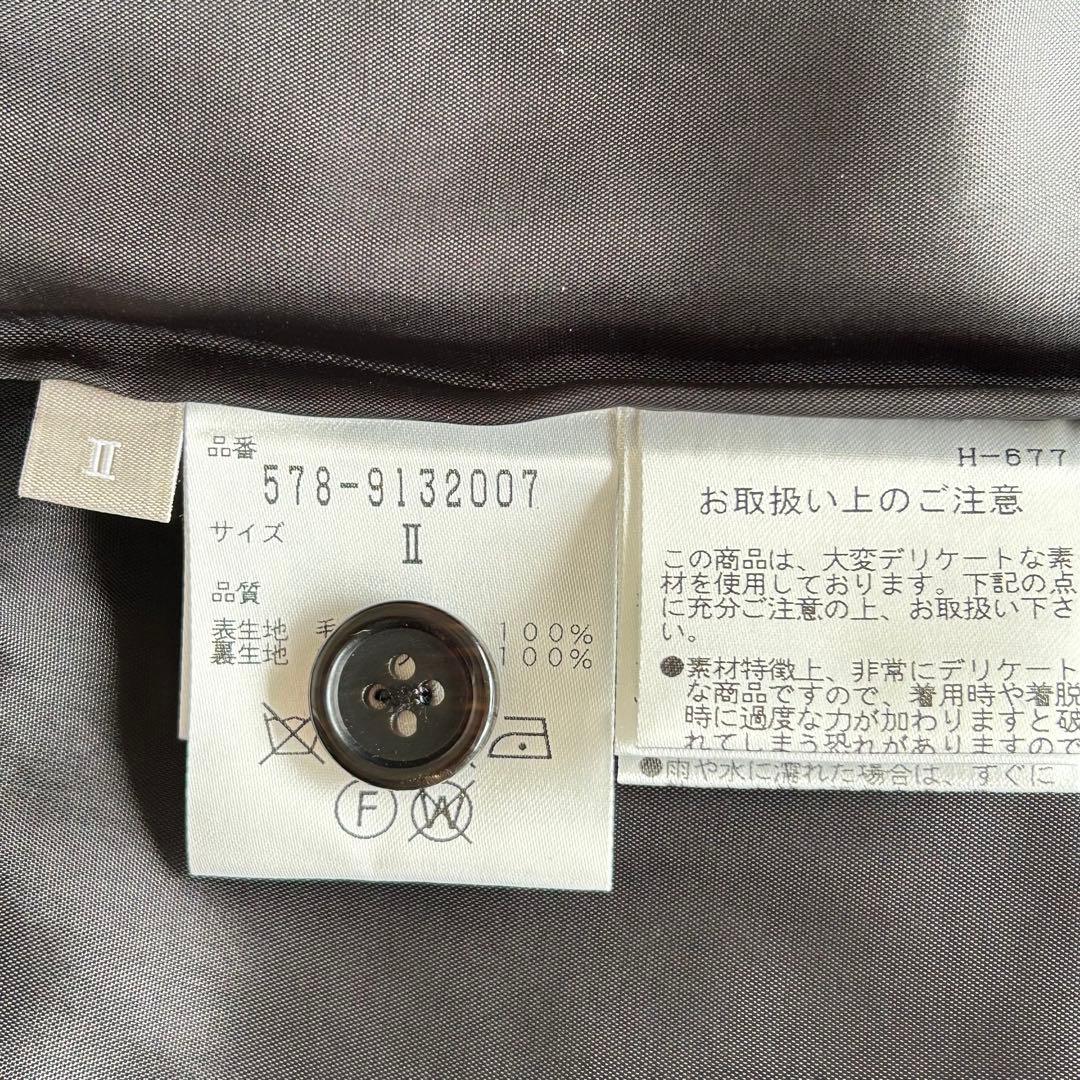 II
品番
578-9132007
サイズ
II
品質
表生地 毛 100%
裏生地 100%
F
W
H-677
お取扱い上のご注意
この商品は、大変デリケートな素
材を使用しております。下記の点
に充分ご注意の上、お取扱い下さ
い。
●素材特徴上、非常にデリケート
な商品ですので、着用時や着脱
時に過度な力が加わりますと破
れてしまう恐れがありますので
●雨や水に濡れた場合は、すぐに